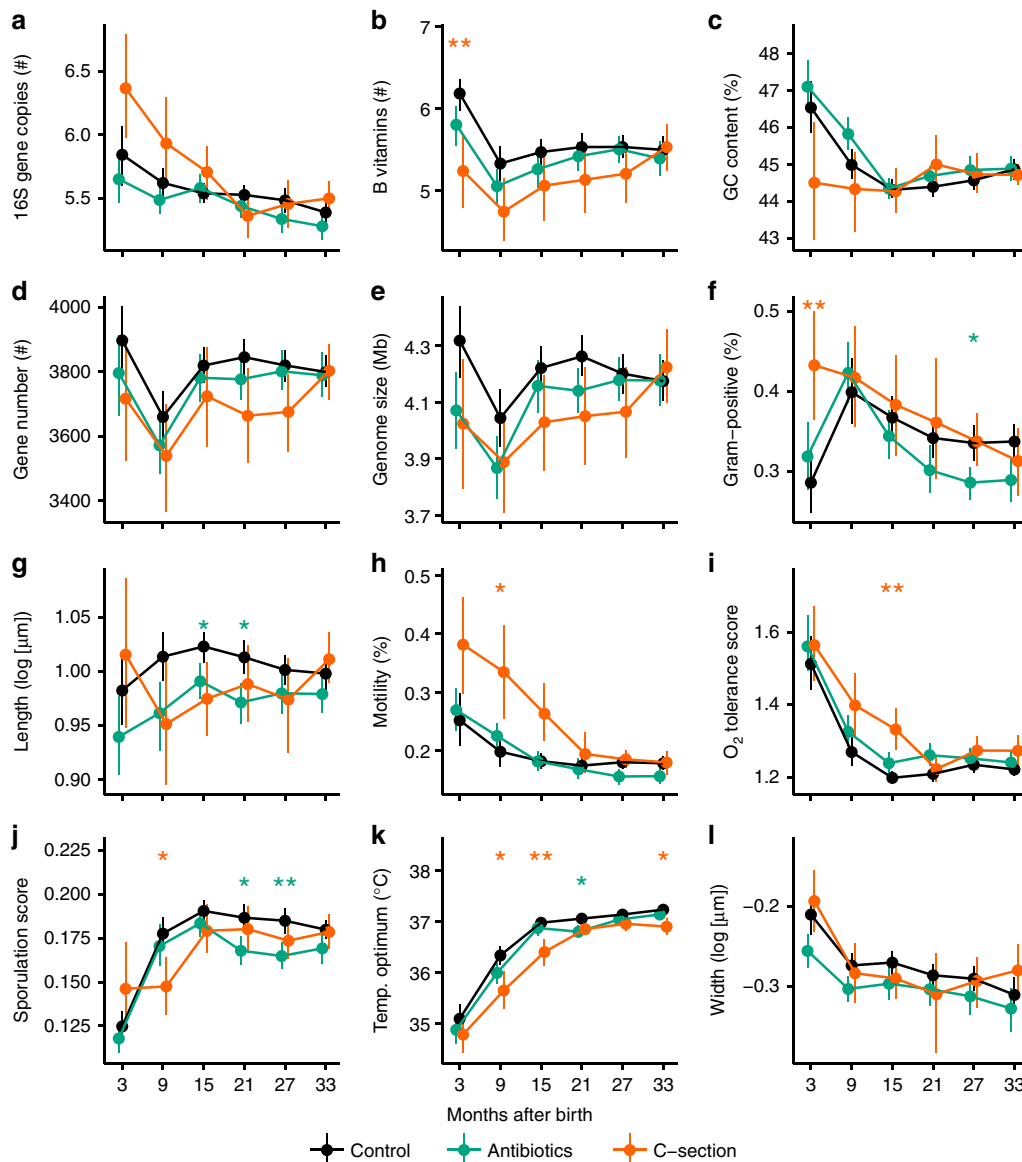 a
16S gene copies (#)
6.5
6.0
5.5
b
**
B vitamins (#)
7
6
5
c
GC content (%)
48
47
46
45
44
43
d
Gene number (#)
4000
3800
3600
3400
e
Genome size (Mb)
4.3
4.1
3.9
3.7
f
** *
Gram−positive (%)
0.5
0.4
0.3
g
* *
Length (log [μm])
1.05
1.00
0.95
0.90
h
*
Motility (%)
0.5
0.4
0.3
0.2
i
**
O2 tolerance score
1.6
1.4
1.2
j
* * **
Sporulation score
0.225
0.200
0.175
0.150
0.125
3 9 15 21 27 33
k
* ** * *
Temp. optimum (°C)
38
37
36
35
3 9 15 21 27 33
l
Width (log [μm])
−0.2
−0.3
3 9 15 21 27 33
Months after birth
Control Antibiotics C−section